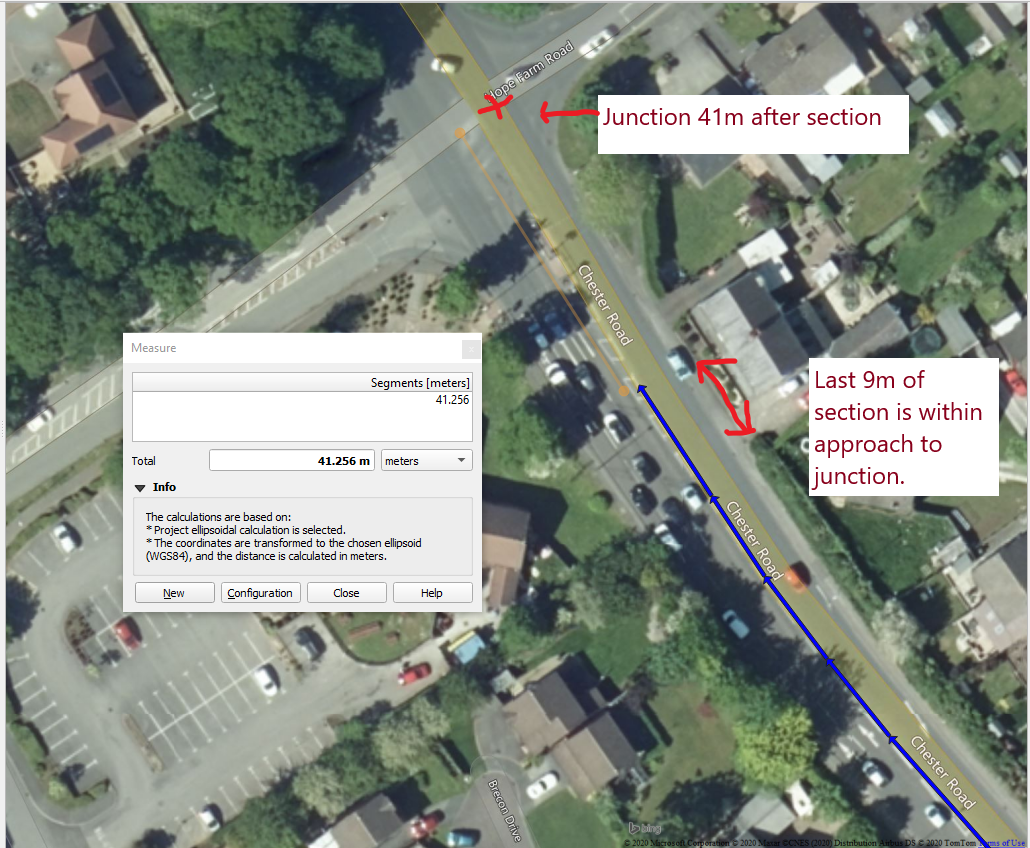 Hope Farm Road
Junction 41m after section
Chester Road
Measure
Segments [meters]
41.256
Total
41.256 m
meters
Info
The calculations are based on:
* Project ellipsoidal calculation is selected.
* The coordinates are transformed to the chosen ellipsoid
(WGS84), and the distance is calculated in meters.
New
Configuration
Close
Help
Last 9m of
section is within
approach to
junction.
Chester Road
Chester Road
Brecon Drive
bing
© 2020 Microsoft Corporation © 2020 Maxar ©CNES (2020) Distribution Airbus DS © 2020 TomTom Terms of Use